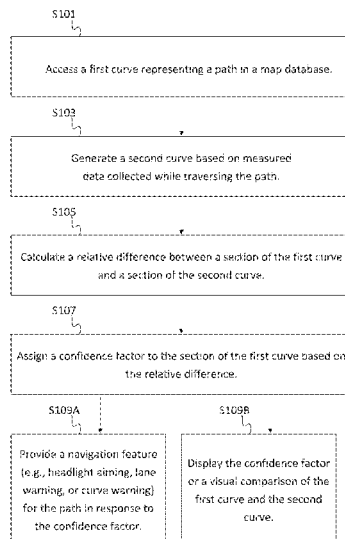 S101
Access a first curve representing a path in a map database.
S103
Generate a second curve based on measured
data collected while traversing the path.
S105
Calculate a relative difference between a section of the first curve
and a section of the second curve.
S107
Assign a confidence factor to the section of the first curve based on
the relative difference.
S109A
Provide a navigation feature
(e.g., headlight aiming, lane
warning, or curve warning)
for the path in response to
the confidence factor.
S109B
Display the confidence factor
or a visual comparison of the
first curve and the second
curve.